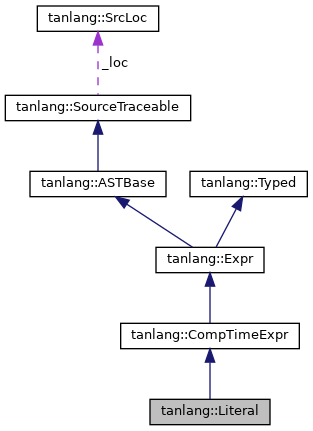 tanlang::SrcLoc
_loc
tanlang::SourceTraceable
tanlang::ASTBase
tanlang::Typed
tanlang::Expr
tanlang::CompTimeExpr
tanlang::Literal